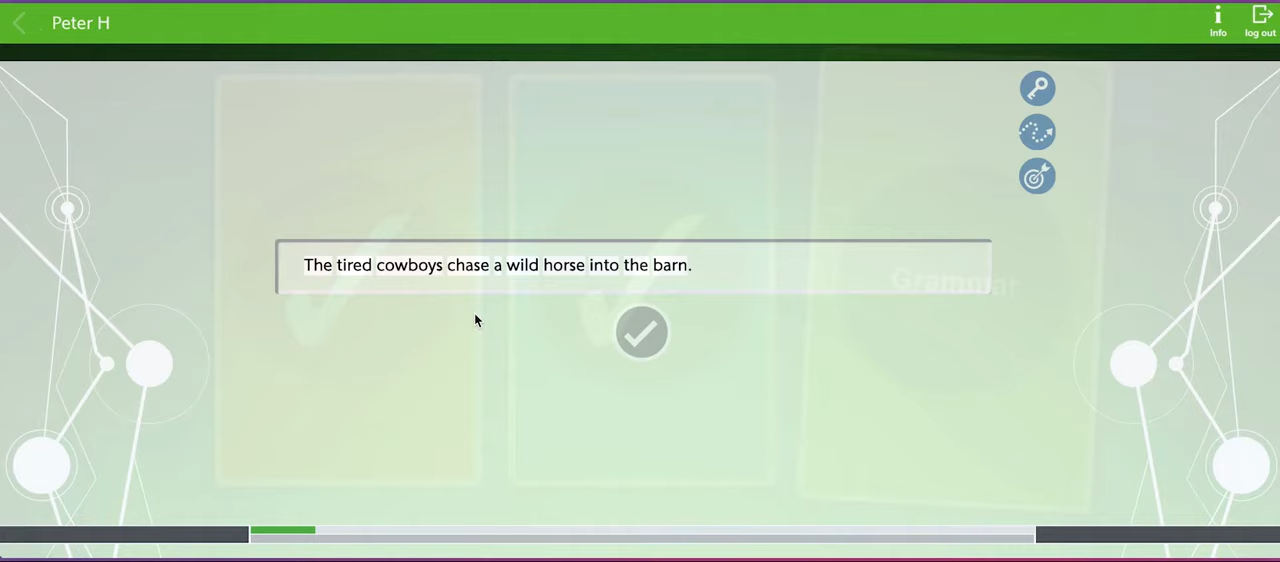 Peter H
Info
log out
The tired cowboys chase a wild horse into the barn.
Grammar